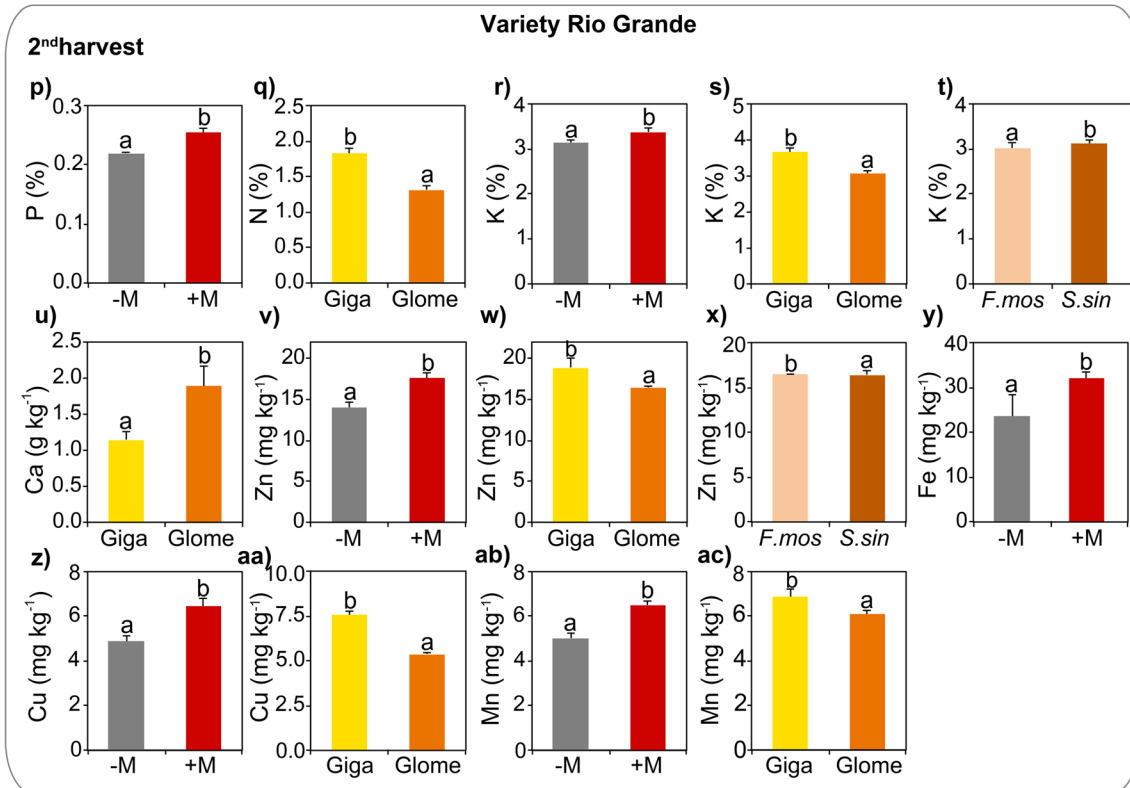 Variety Rio Grande
2ndharvest
p)
0.3
0.2
0.1
0.0
P (%)
a
b
-M
+M
q)
2.5
2.0
1.5
1.0
0.5
0.0
N (%)
b
a
Giga
Glome
r)
4
3
2
1
0
K (%)
a
b
-M
+M
s)
5
4
3
2
1
0
K (%)
b
a
Giga
Glome
t)
4
3
2
1
0
K (%)
a
b
F.mos
S.sin
u)
2.5
2.0
1.5
1.0
0.5
0.0
Ca (g kg-1)
a
b
Giga
Glome
v)
20
15
10
5
0
Zn (mg kg-1)
a
b
-M
+M
w)
20
15
10
5
0
Zn (mg kg-1)
b
a
Giga
Glome
x)
20
15
10
5
0
Zn (mg kg-1)
b
a
F.mos
S.sin
y)
40
30
20
10
0
Fe (mg kg-1)
a
b
-M
+M
z)
8
6
4
2
0
Cu (mg kg-1)
a
b
-M
+M
aa)
10.0
7.5
5.0
2.5
0.0
Cu (mg kg-1)
b
a
Giga
Glome
ab)
8
6
4
2
0
Mn (mg kg-1)
a
b
-M
+M
ac)
8
6
4
2
0
Mn (mg kg-1)
b
a
Giga
Glome